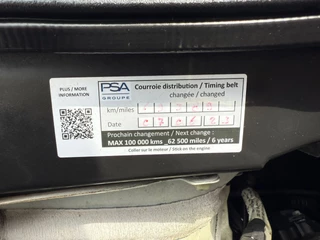 PLUS / MORE
INFORMATION
PSA
GROUPE
Courroie distribution / Timing belt
changée / changed
km/miles
Date
Prochain changement / Next change :
MAX 100 000 kms _62 500 miles / 6 years
Coller sur le moteur / Stick on the engine